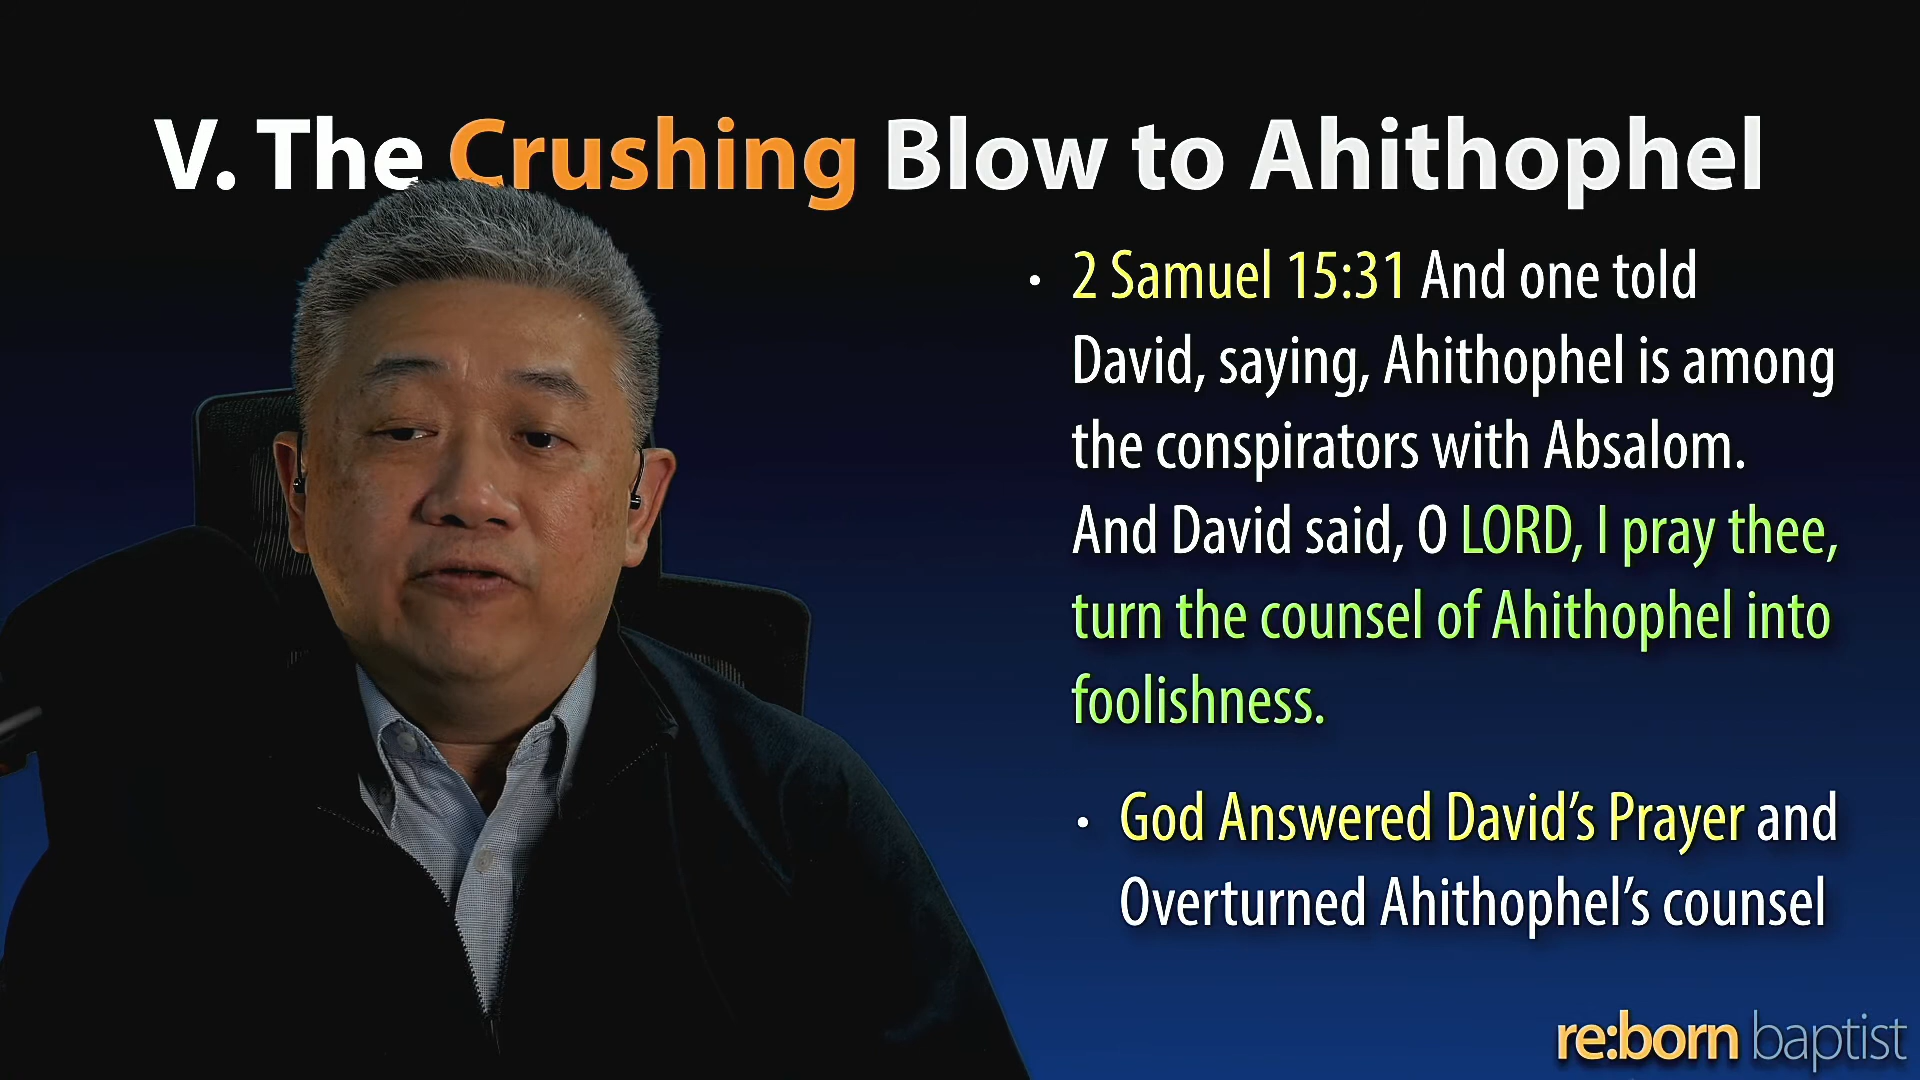 V. The Crushing Blow to Ahithophel
• 2 Samuel 15:31 And one told
David, saying, Ahithophel is among
the conspirators with Absalom.
And David said, O LORD, I pray thee,
turn the counsel of Ahithophel into
foolishness.
• God Answered David’s Prayer and
Overturned Ahithophel’s counsel
re:born baptist